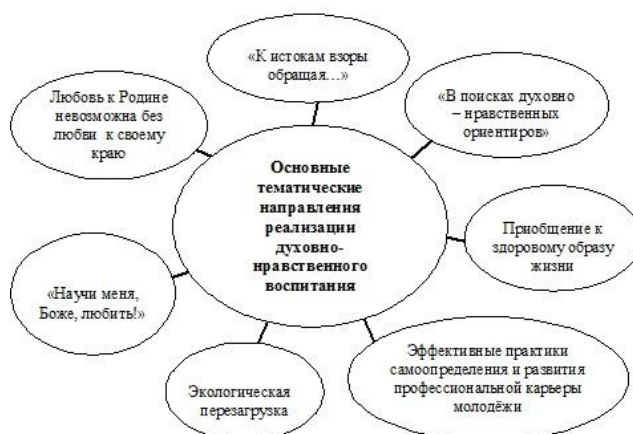 «К истокам взоры
обращая…»
Любовь к Родине
невозможна без
любви к своему
краю
«В поисках духовно
– нравственных
ориентиров»
Основные
тематические
направления
реализации
духовно-
нравственного
воспитания
Приобщение к
здоровому образу
жизни
«Научи меня,
Боже, любить!»
Экологическая
перезагрузка
Эффективные практики
самоопределения и развития
профессиональной карьеры
молодёжи